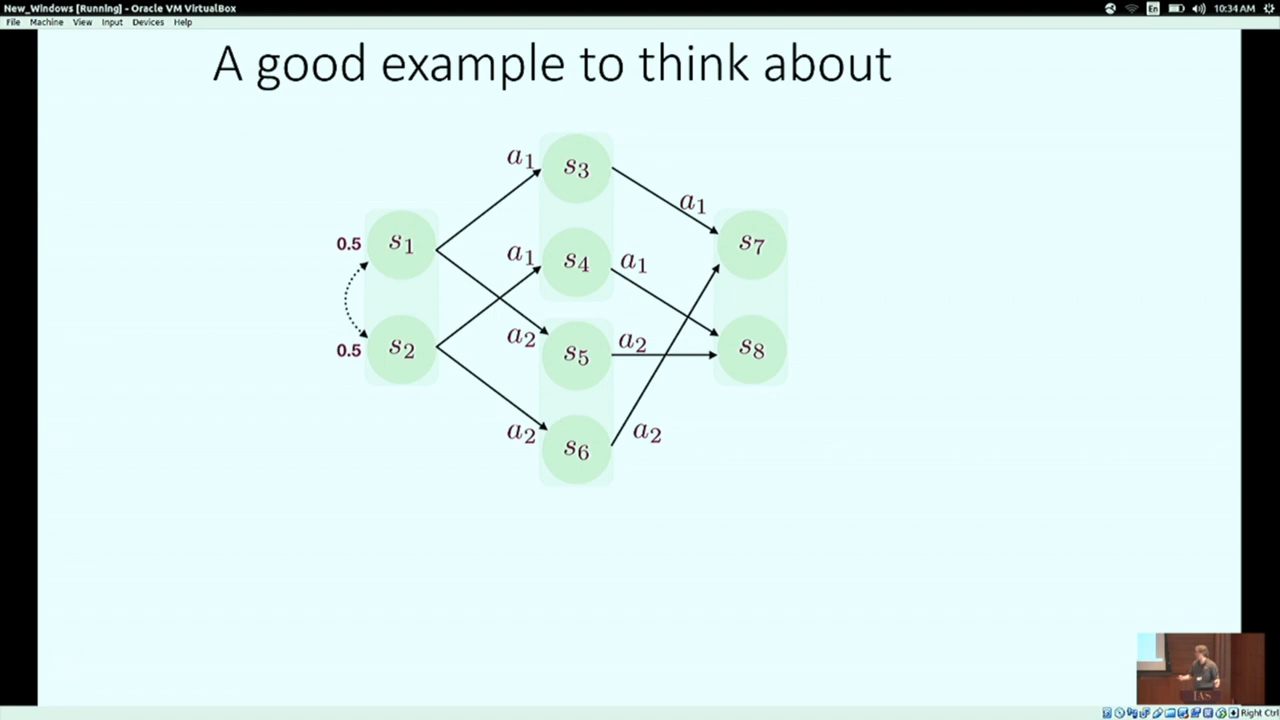 New_Windows [Running] - Oracle VM VirtualBox
En
10:34 AM
File Machine View Input Devices Help
A good example to think about
a₁ s₃
a₁
0.5 s₁ s₇
a₁ s₄ a₁
a₂ s₅ a₂
0.5 s₂ s₈
a₂ s₆ a₂
IAS
Right Ctrl